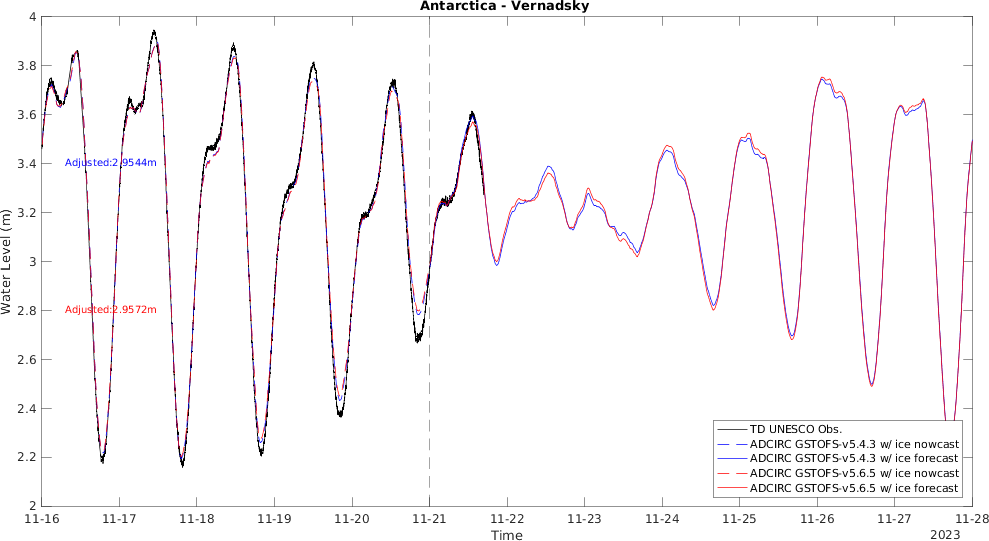 Antarctica - Vernadsky
4
3.8
3.6
3.4
3.2
3
2.8
2.6
2.4
2.2
2
Water Level (m)
Adjusted:2.9544m
Adjusted:2.9572m
TD UNESCO Obs.
ADCIRC GSTOFS-v5.4.3 w/ ice nowcast
ADCIRC GSTOFS-v5.4.3 w/ ice forecast
ADCIRC GSTOFS-v5.6.5 w/ ice nowcast
ADCIRC GSTOFS-v5.6.5 w/ ice forecast
11-16 11-17 11-18 11-19 11-20 11-21 11-22 11-23 11-24 11-25 11-26 11-27 11-28
Time
2023